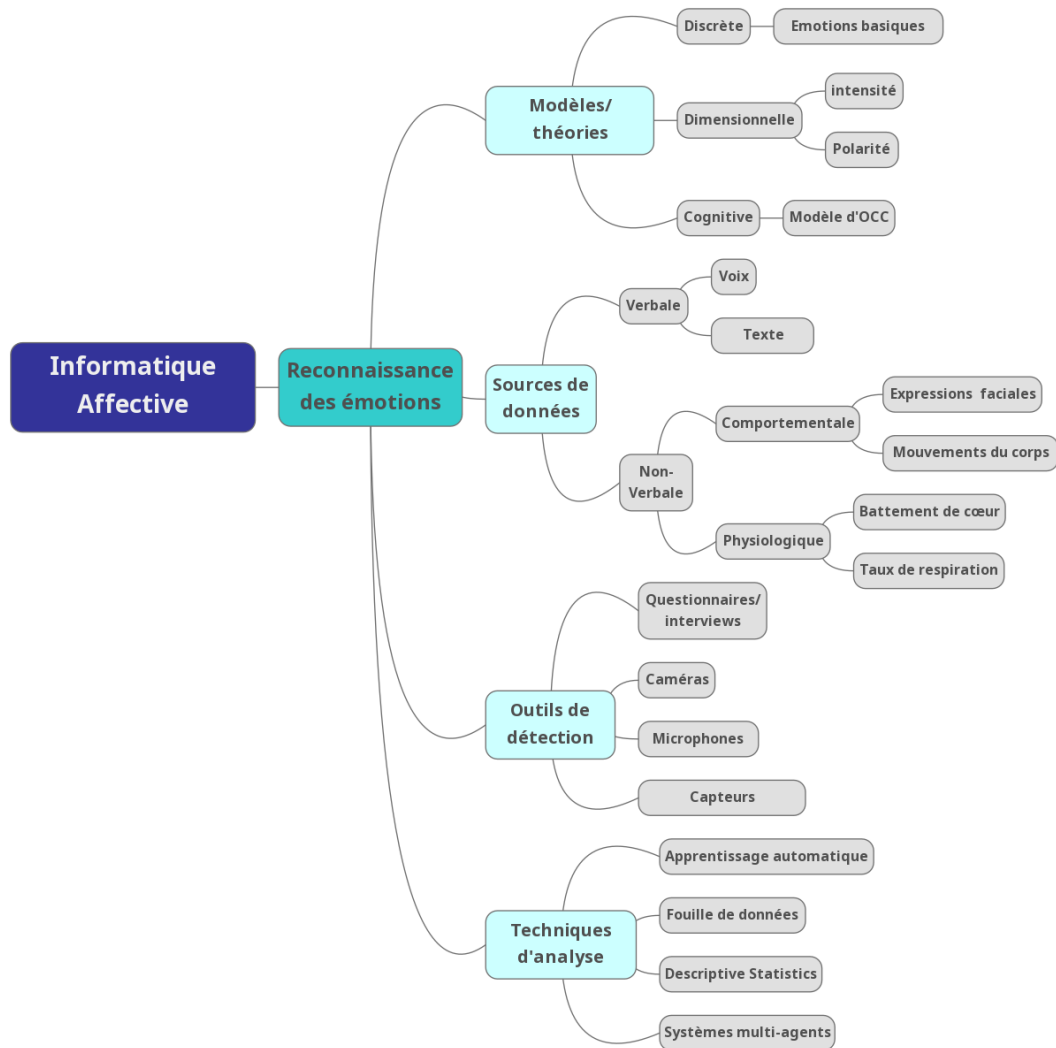 Informatique
Affective
Reconnaissance
des émotions
Modèles/
théories
Discrète
Emotions basiques
Dimensionnelle
intensité
Polarité
Cognitive
Modèle d'OCC
Sources de
données
Verbale
Voix
Texte
Non-
Verbale
Comportementale
Expressions faciales
Mouvements du corps
Physiologique
Battement de cœur
Taux de respiration
Outils de
détection
Questionnaires/
interviews
Caméras
Microphones
Capteurs
Techniques
d'analyse
Apprentissage automatique
Fouille de données
Descriptive Statistics
Systèmes multi-agents